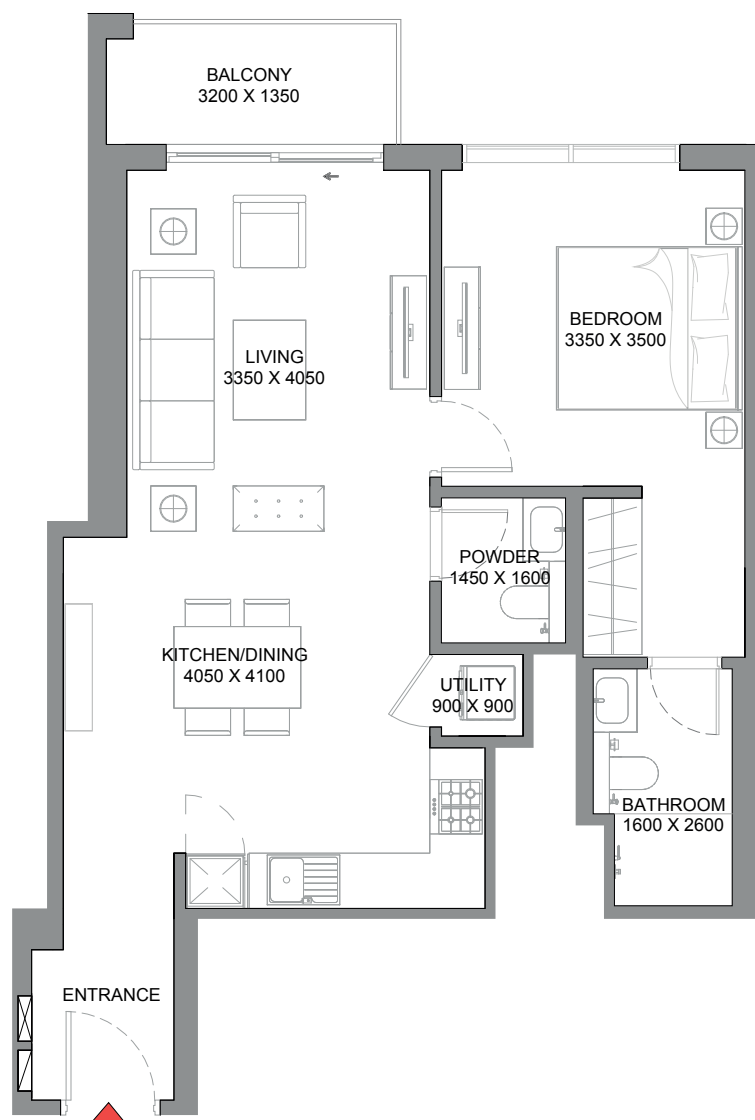 BALCONY
3200 X 1350
LIVING
3350 X 4050
BEDROOM
3350 X 3500
POWDER
1450 X 1600
KITCHEN/DINING
4050 X 4100
UTILITY
900 X 900
BATHROOM
1600 X 2600
ENTRANCE